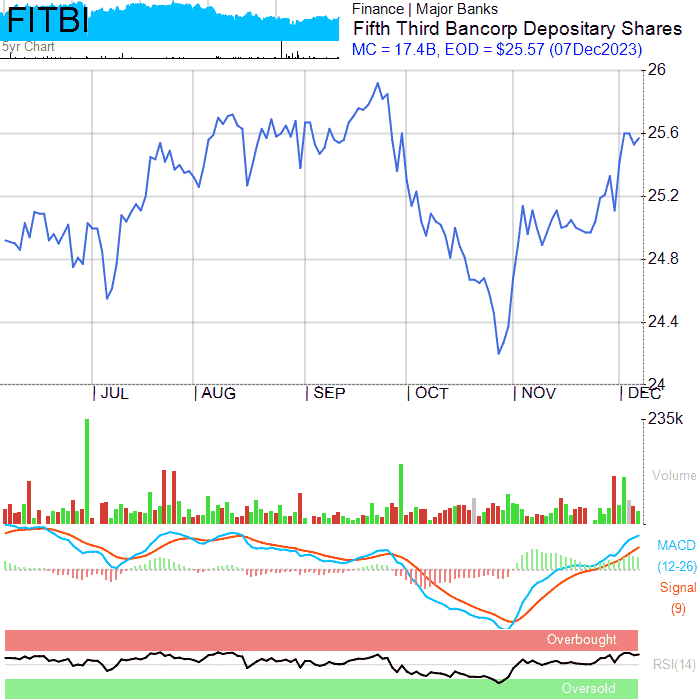 FITBI
5yr Chart
Finance | Major Banks
Fifth Third Bancorp Depositary Shares
MC = 17.4B, EOD = $25.57 (07Dec2023)
26
25.6
25.2
24.8
24.4
24
JUL AUG SEP OCT NOV DEC
235k
Volume
MACD
(12-26)
Signal
(9)
Overbought
RSI(14)
Oversold